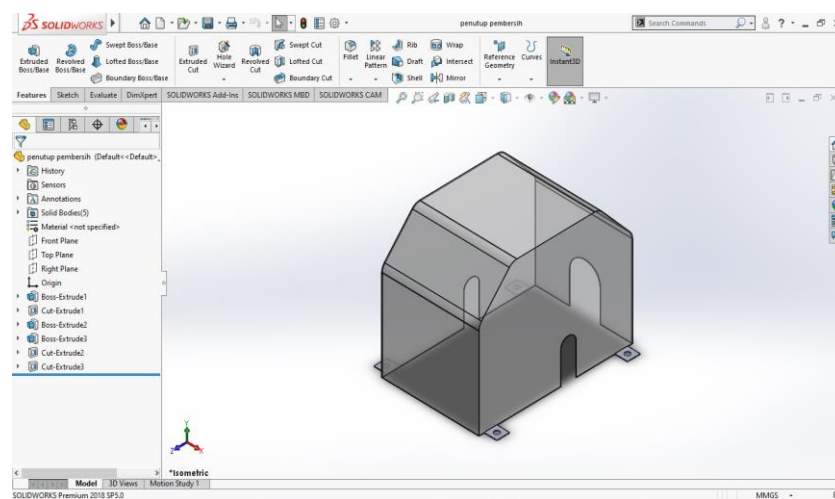 SOLIDWORKS
penutup pembersih
Search Commands
Extruded Boss/Base
Revolved Boss/Base
Swept Boss/Base
Lofted Boss/Base
Boundary Boss/Base
Extruded Cut
Hole Wizard
Revolved Cut
Swept Cut
Lofted Cut
Boundary Cut
Fillet
Linear Pattern
Rib
Draft
Shell
Wrap
Intersect
Mirror
Reference Geometry
Curves
Instant3D
Features Sketch Evaluate DimXpert SOLIDWORKS Add-Ins SOLIDWORKS MBD SOLIDWORKS CAM
penutup pembersih (Default<<Default>_
History
Sensors
Annotations
Solid Bodies(5)
Material <not specified>
Front Plane
Top Plane
Right Plane
Origin
Boss-Extrude1
Cut-Extrude1
Boss-Extrude2
Boss-Extrude3
Cut-Extrude2
Cut-Extrude3
Y
Z
X
*Isometric
Model 3D Views Motion Study 1
SOLIDWORKS Premium 2018 SP5.0
MMGS